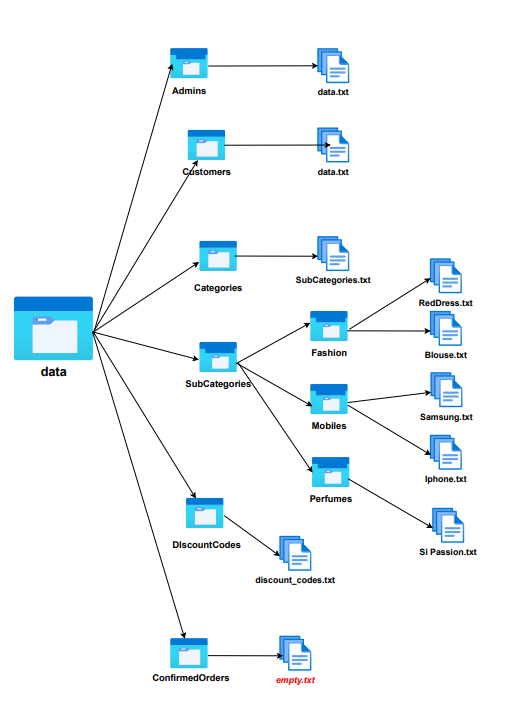 Admins
data.txt
Customers
data.txt
Categories
SubCategories.txt
RedDress.txt
Fashion
Blouse.txt
data
SubCategories
Mobiles
Samsung.txt
Iphone.txt
Perfumes
DIscountCodes
Si Passion.txt
discount_codes.txt
ConfirmedOrders
empty.txt